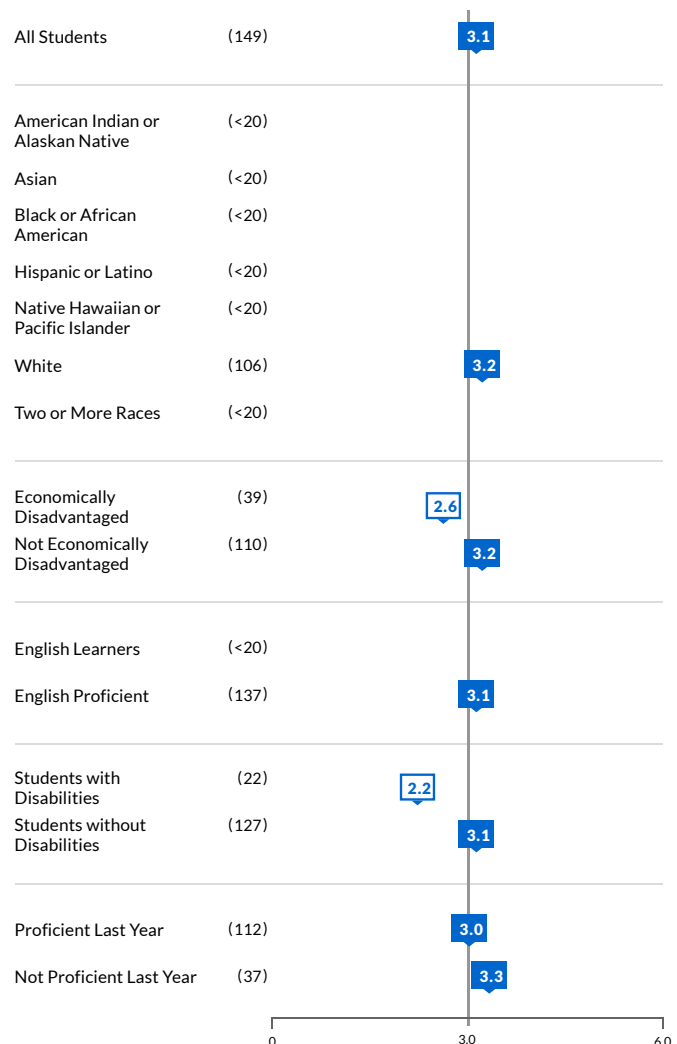 All Students (149) 3.1
American Indian or
Alaskan Native (<20)
Asian (<20)
Black or African
American (<20)
Hispanic or Latino (<20)
Native Hawaiian or
Pacific Islander (<20)
White (106) 3.2
Two or More Races (<20)
Economically
Disadvantaged (39) 2.6
Not Economically
Disadvantaged (110) 3.2
English Learners (<20)
English Proficient (137) 3.1
Students with
Disabilities (22) 2.2
Students without
Disabilities (127) 3.1
Proficient Last Year (112) 3.0
Not Proficient Last Year (37) 3.3
0 3.0 6.0